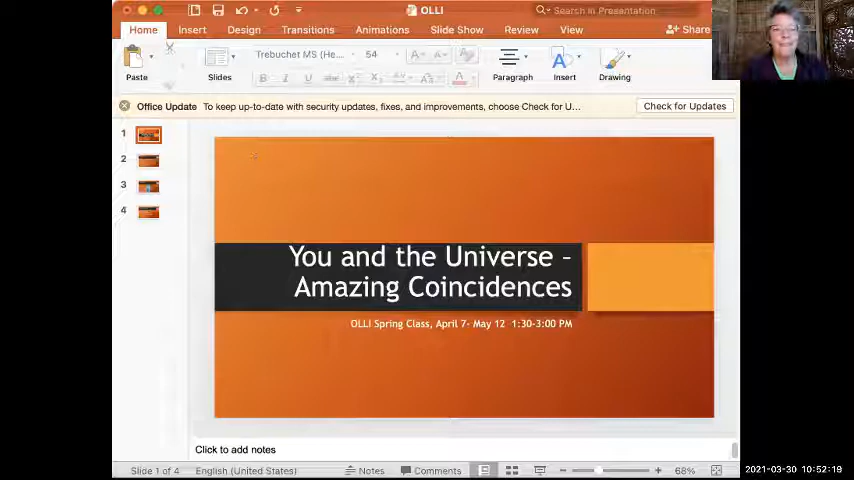 OLLI
Search in Presentation
Home Insert Design Transitions Animations Slide Show Review View Share
Trebuchet MS (He... 54
Paste Slides Paragraph Insert Drawing
Office Update To keep up-to-date with security updates, fixes, and improvements, choose Check for U... Check for Updates
1
2
3
4
You and the Universe –
Amazing Coincidences
OLLI Spring Class, April 7- May 12 1:30-3:00 PM
Click to add notes
Slide 1 of 4 English (United States) Notes Comments 68%
2021-03-30 10:52:19